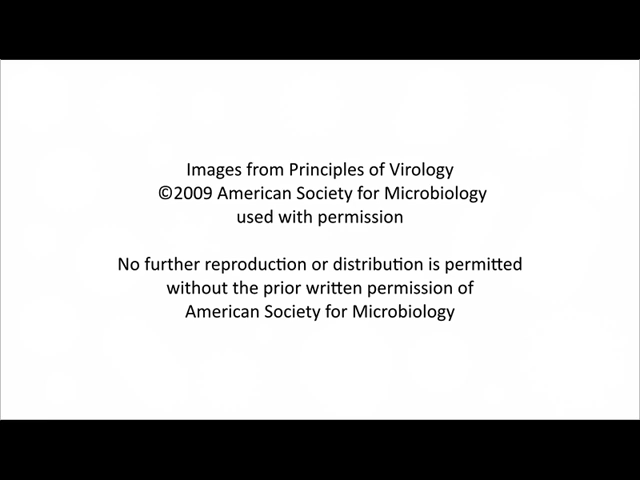 Images from Principles of Virology
©2009 American Society for Microbiology
used with permission
No further reproduction or distribution is permitted
without the prior written permission of
American Society for Microbiology